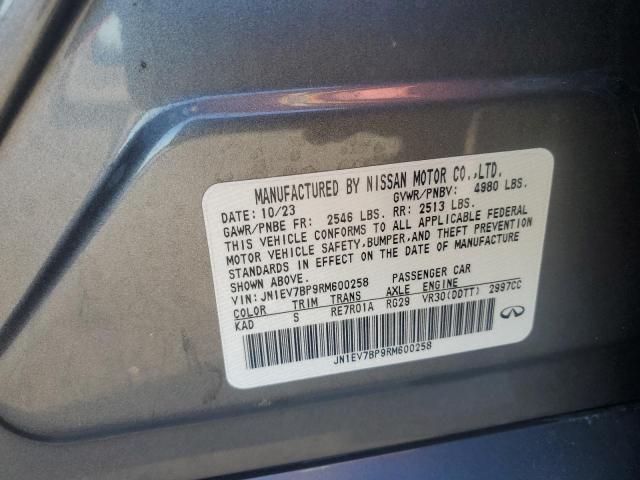 MANUFACTURED BY NISSAN MOTOR CO.,LTD.
DATE: 10/23 GVWR/PNBV: 4980 LBS.
GAWR/PNBE FR: 2546 LBS. RR: 2513 LBS.
THIS VEHICLE CONFORMS TO ALL APPLICABLE FEDERAL
MOTOR VEHICLE SAFETY,BUMPER,AND THEFT PREVENTION
STANDARDS IN EFFECT ON THE DATE OF MANUFACTURE
SHOWN ABOVE.
VIN: JN1EV7BP9RM600258 PASSENGER CAR
COLOR TRIM TRANS AXLE ENGINE
KAD S RE7R01A RG29 VR30(DDTT) 2997CC
JN1EV7BP9RM600258